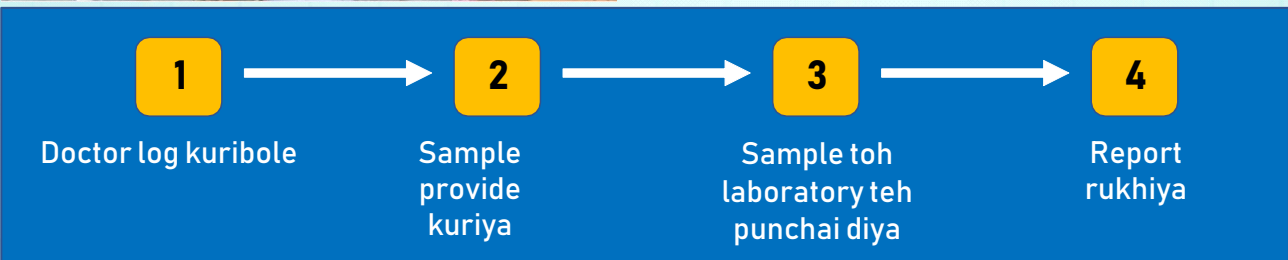 1
2
3
4
Doctor log kuribole
Sample
provide
kuriya
Sample toh
laboratory teh
punchai diya
Report
rukhiya